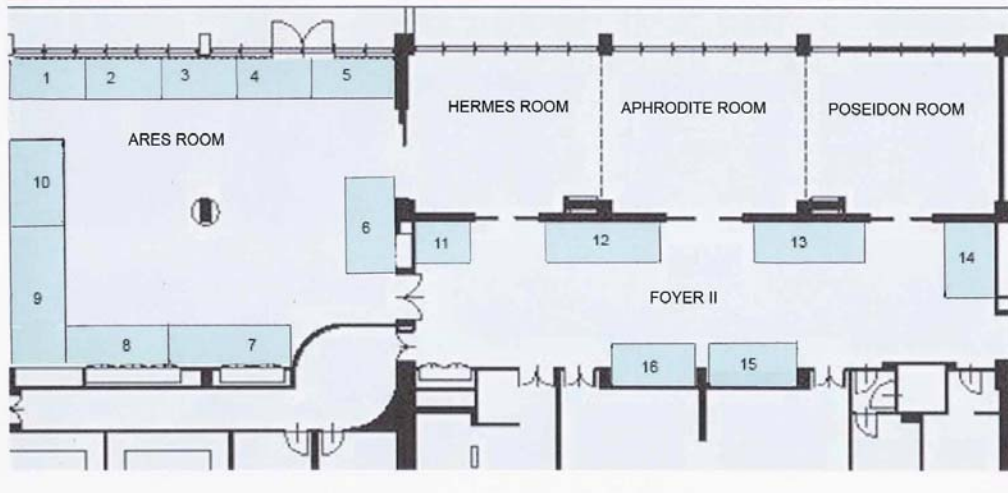 1 2 3 4 5
HERMES ROOM APHRODITE ROOM POSEIDON ROOM
ARES ROOM
10
6
11 12 13 14
9
FOYER II
8 7
16 15